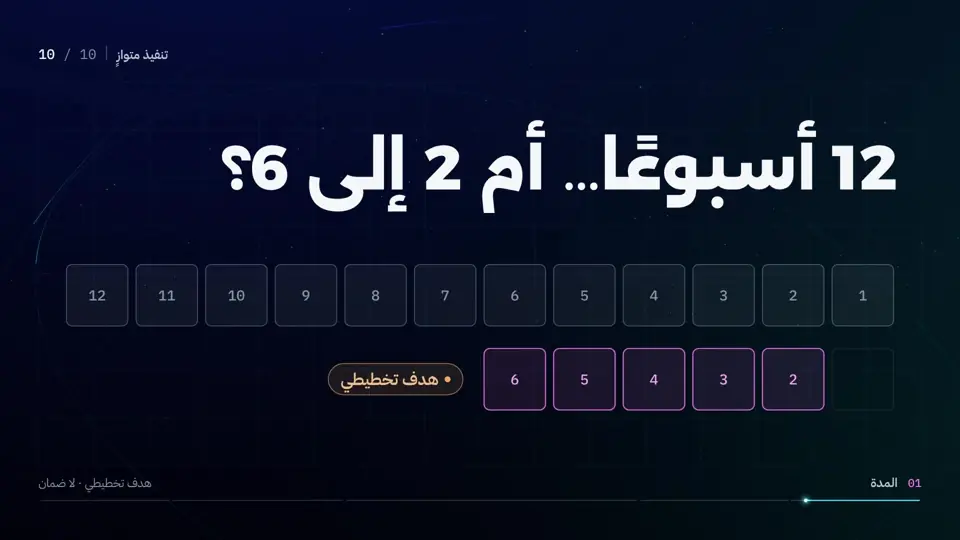 تنفيذ متوازٍ | 10 / 10
12 أسبوعًا... أم 2 إلى 6؟
1 2 3 4 5 6 7 8 9 10 11 12
2 3 4 5 6 • هدف تخطيطي
01 المدة
هدف تخطيطي · لا ضمان